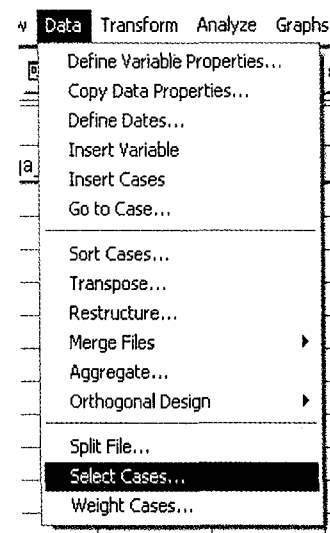 w Data Transform Analyze Graphs
Define Variable Properties...
Copy Data Properties...
Define Dates...
a
Insert Variable
Insert Cases
Go to Case...
Sort Cases...
Transpose...
Restructure...
Merge Files
Aggregate...
Orthogonal Design
Split File...
Select Cases...
Weight Cases...